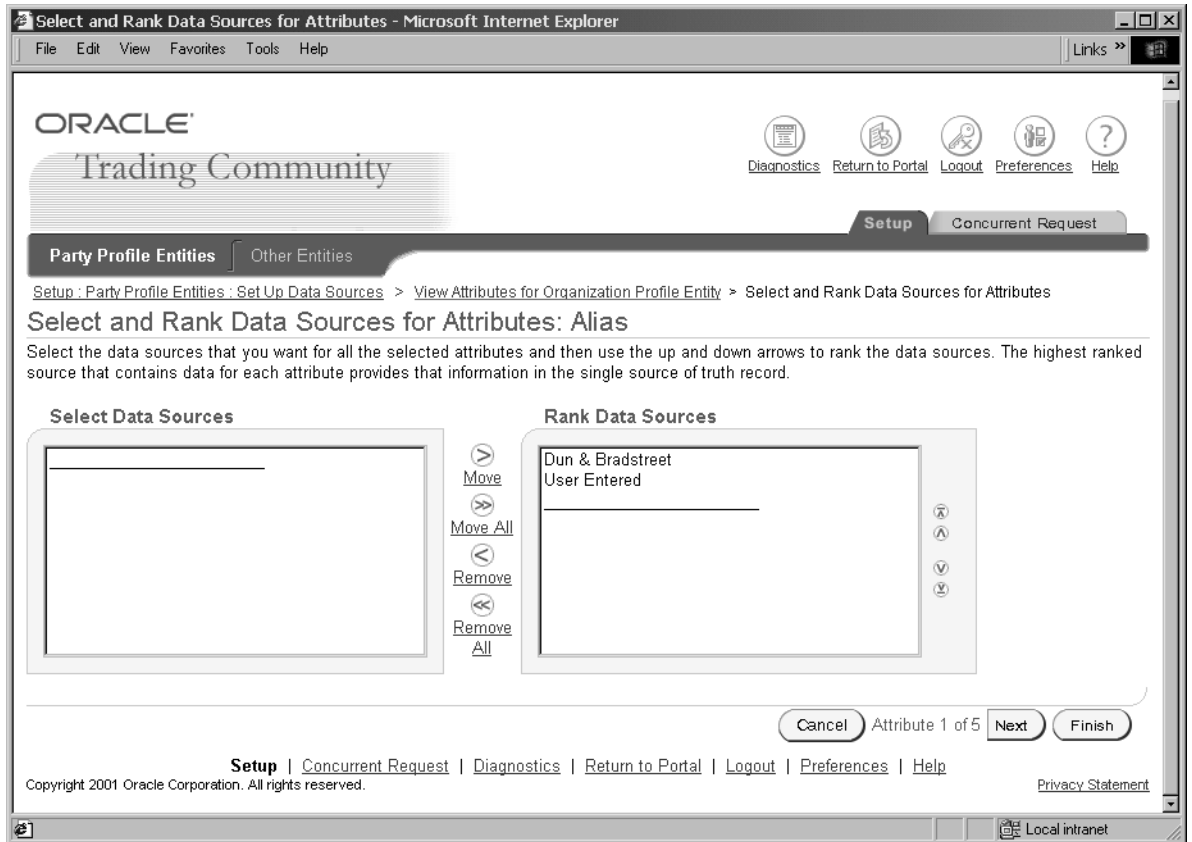 Select and Rank Data Sources for Attributes - Microsoft Internet Explorer
File Edit View Favorites Tools Help Links »
ORACLE
Trading Community
Diagnostics Return to Portal Logout Preferences Help
Setup Concurrent Request
Party Profile Entities Other Entities
Setup : Party Profile Entities : Set Up Data Sources > View Attributes for Organization Profile Entity > Select and Rank Data Sources for Attributes
Select and Rank Data Sources for Attributes: Alias
Select the data sources that you want for all the selected attributes and then use the up and down arrows to rank the data sources. The highest ranked
source that contains data for each attribute provides that information in the single source of truth record.
Select Data Sources Rank Data Sources
Dun & Bradstreet
User Entered
Move
Move All
Remove
Remove
All
Cancel Attribute 1 of 5 Next Finish
Setup | Concurrent Request | Diagnostics | Return to Portal | Logout | Preferences | Help
Copyright 2001 Oracle Corporation. All rights reserved. Privacy Statement
Local intranet